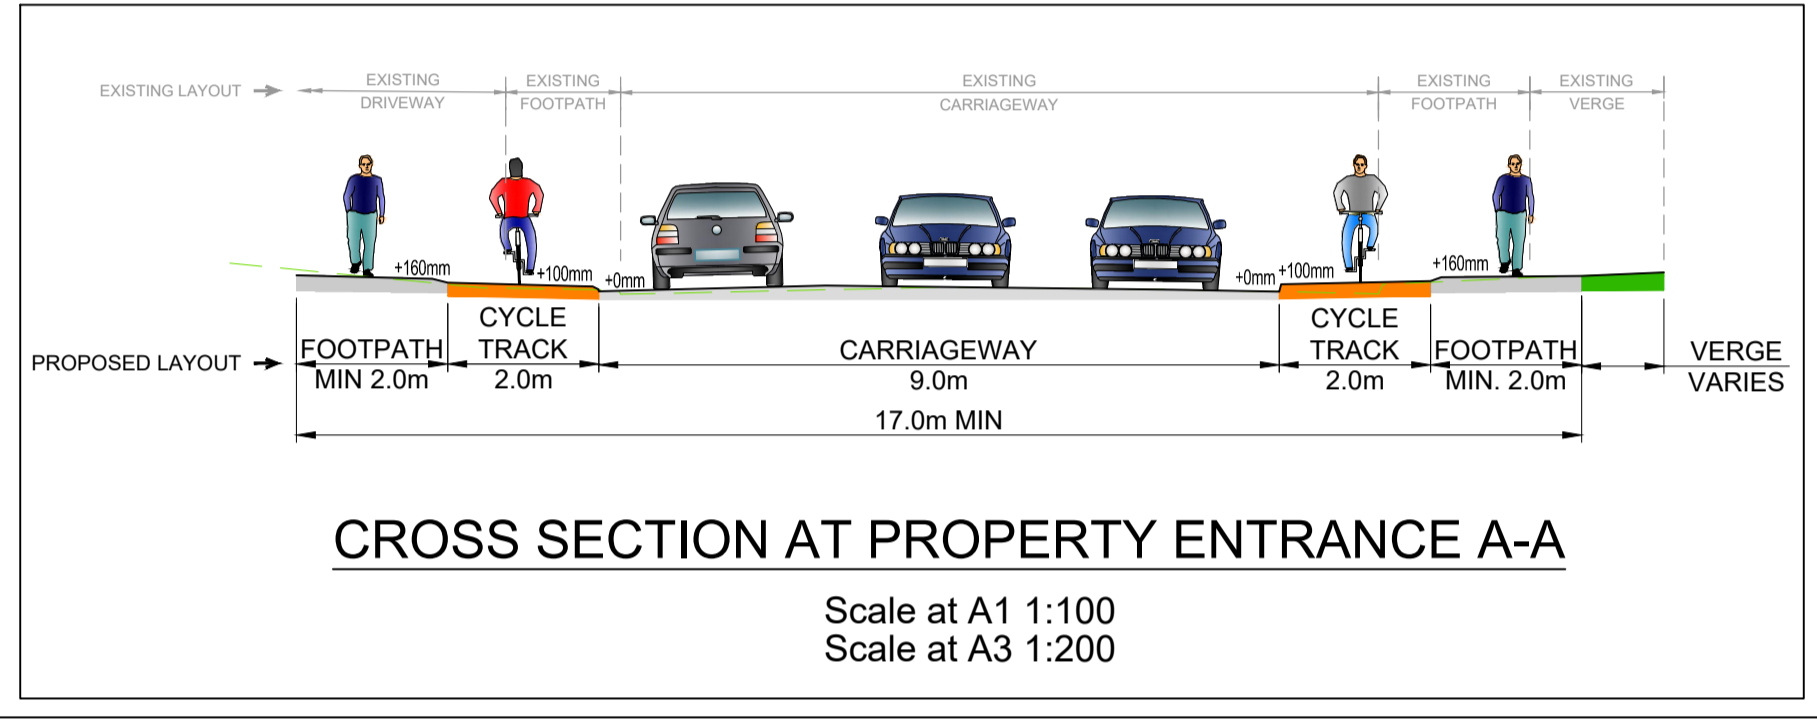 EXISTING LAYOUT
EXISTING
DRIVEWAY
EXISTING
FOOTPATH
EXISTING
CARRIAGEWAY
EXISTING
FOOTPATH
EXISTING
VERGE
+160mm
+100mm
+0mm
+0mm
+100mm
+160mm
PROPOSED LAYOUT
FOOTPATH
MIN 2.0m
CYCLE
TRACK
2.0m
CARRIAGEWAY
9.0m
CYCLE
TRACK
2.0m
FOOTPATH
MIN. 2.0m
VERGE
VARIES
17.0m MIN
CROSS SECTION AT PROPERTY ENTRANCE A-A
Scale at A1 1:100
Scale at A3 1:200